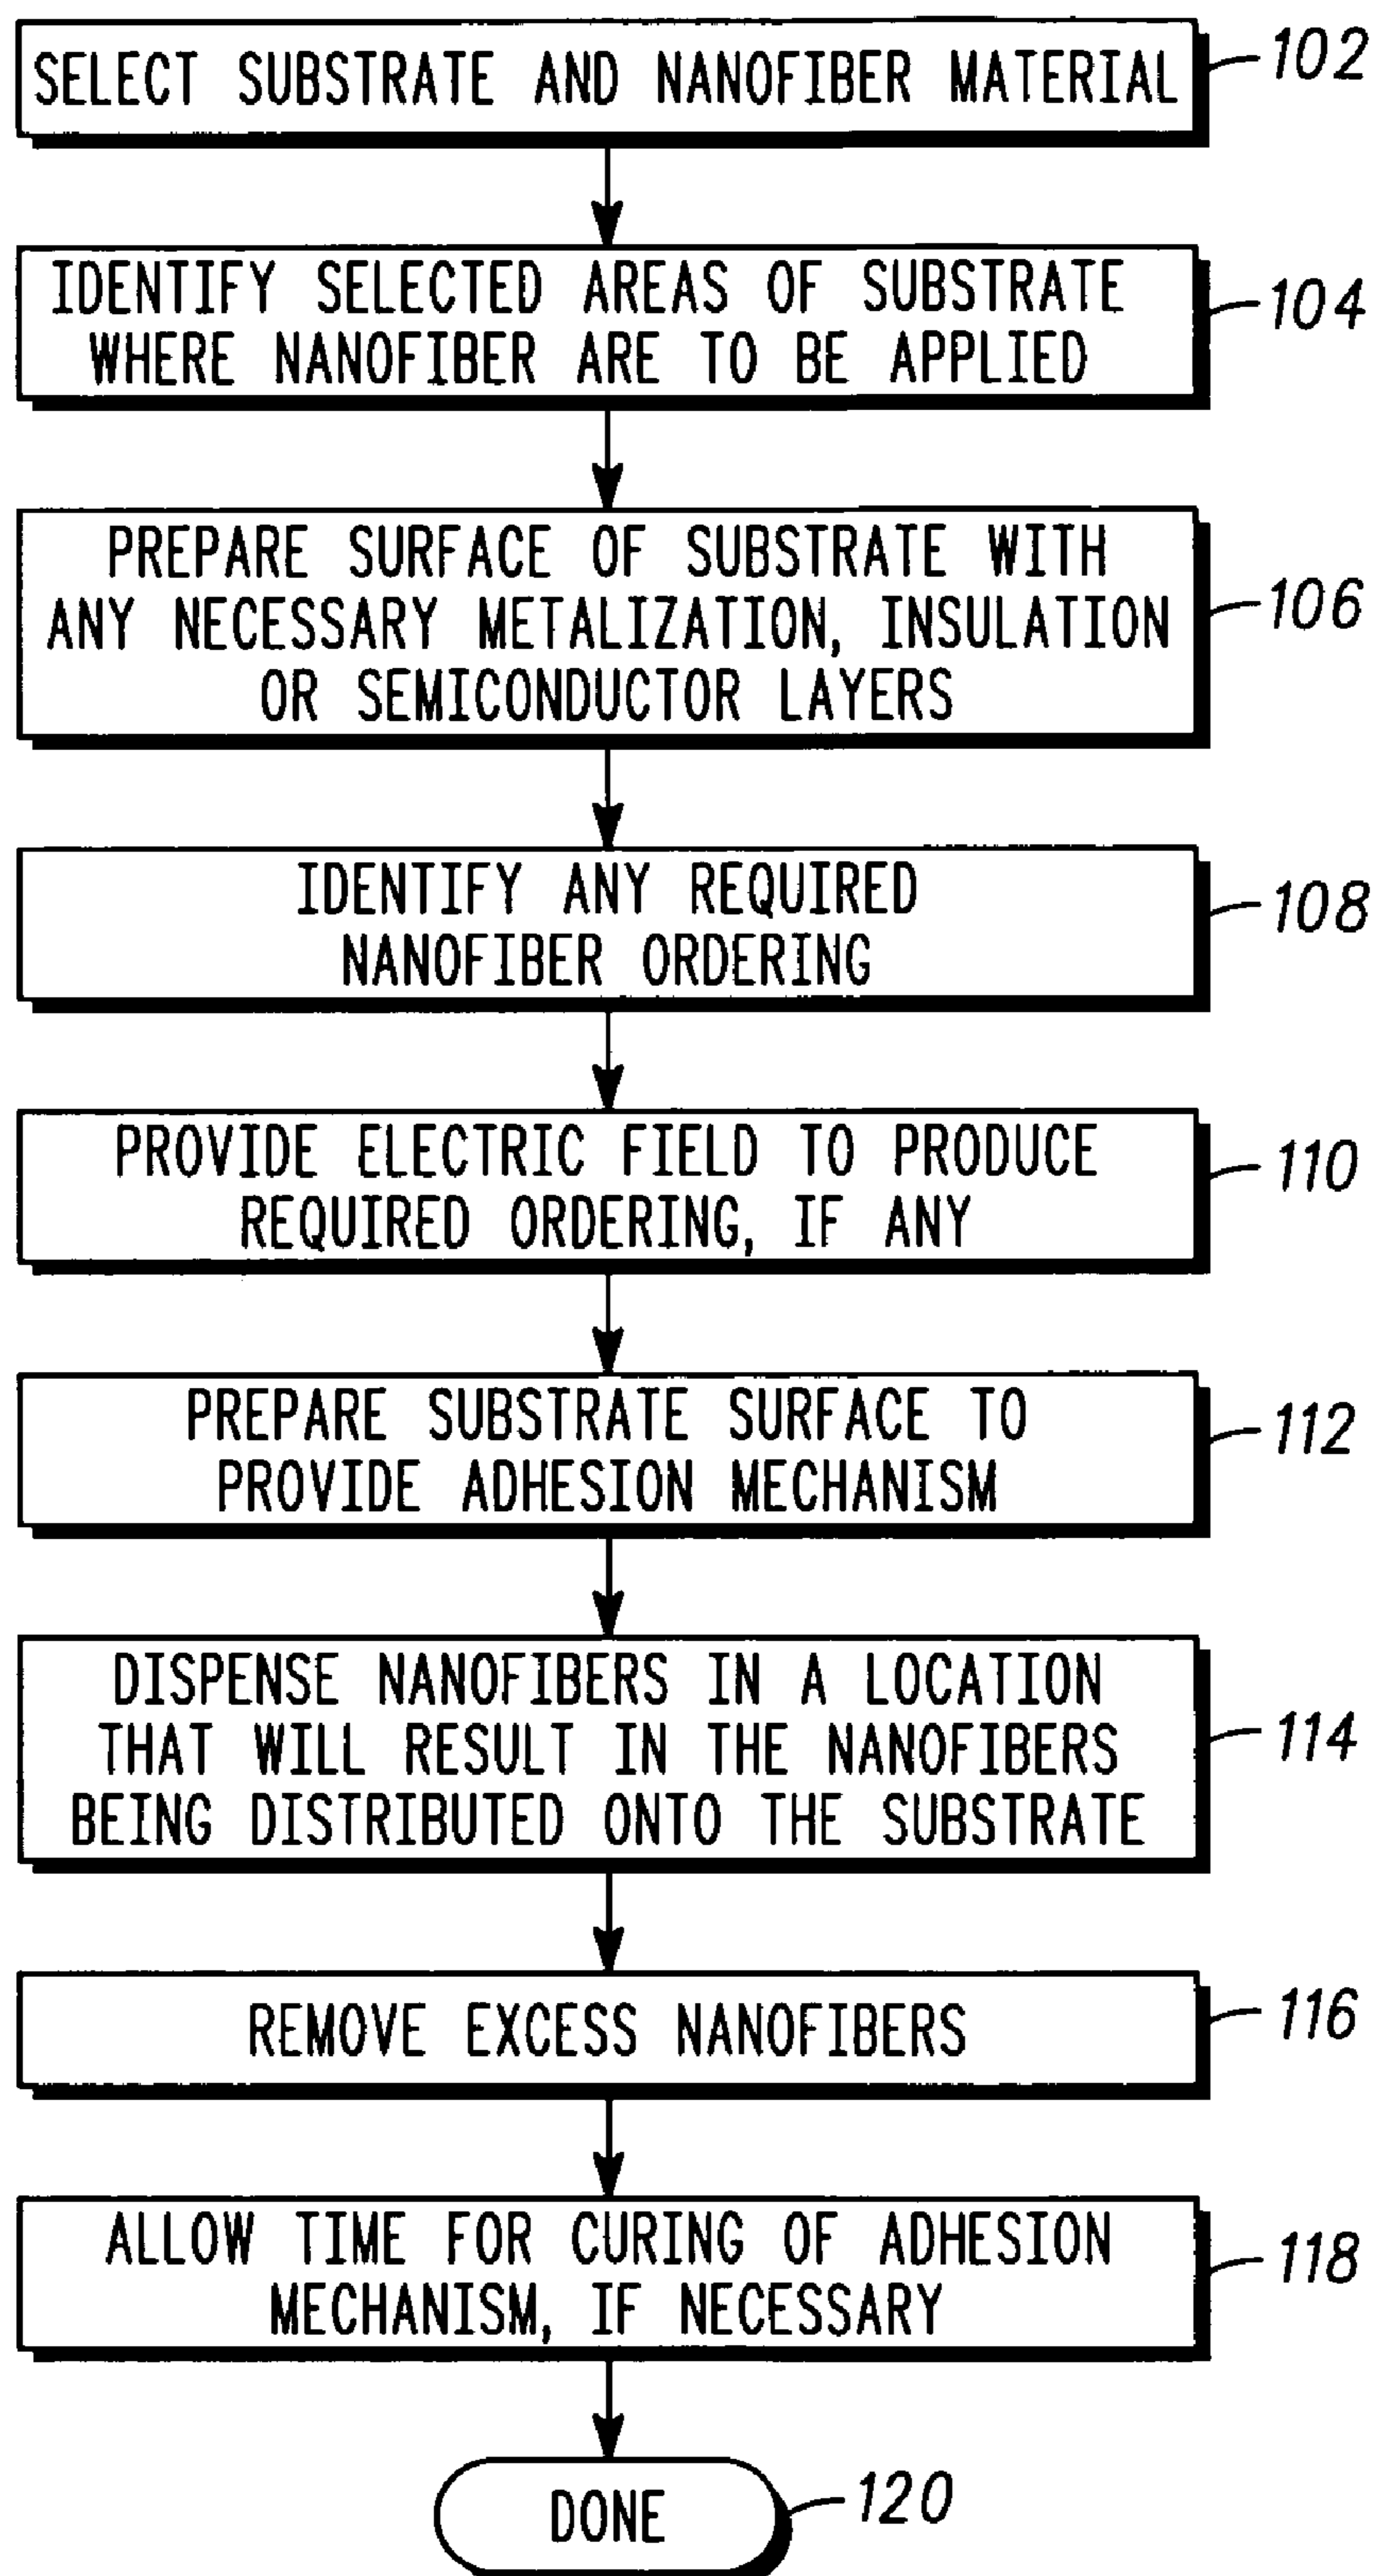 SELECT SUBSTRATE AND NANOFIBER MATERIAL
102
IDENTIFY SELECTED AREAS OF SUBSTRATE
WHERE NANOFIBER ARE TO BE APPLIED
104
PREPARE SURFACE OF SUBSTRATE WITH
ANY NECESSARY METALIZATION, INSULATION
OR SEMICONDUCTOR LAYERS
106
IDENTIFY ANY REQUIRED
NANOFIBER ORDERING
108
PROVIDE ELECTRIC FIELD TO PRODUCE
REQUIRED ORDERING, IF ANY
110
PREPARE SUBSTRATE SURFACE TO
PROVIDE ADHESION MECHANISM
112
DISPENSE NANOFIBERS IN A LOCATION
THAT WILL RESULT IN THE NANOFIBERS
BEING DISTRIBUTED ONTO THE SUBSTRATE
114
REMOVE EXCESS NANOFIBERS
116
ALLOW TIME FOR CURING OF ADHESION
MECHANISM, IF NECESSARY
118
DONE
120